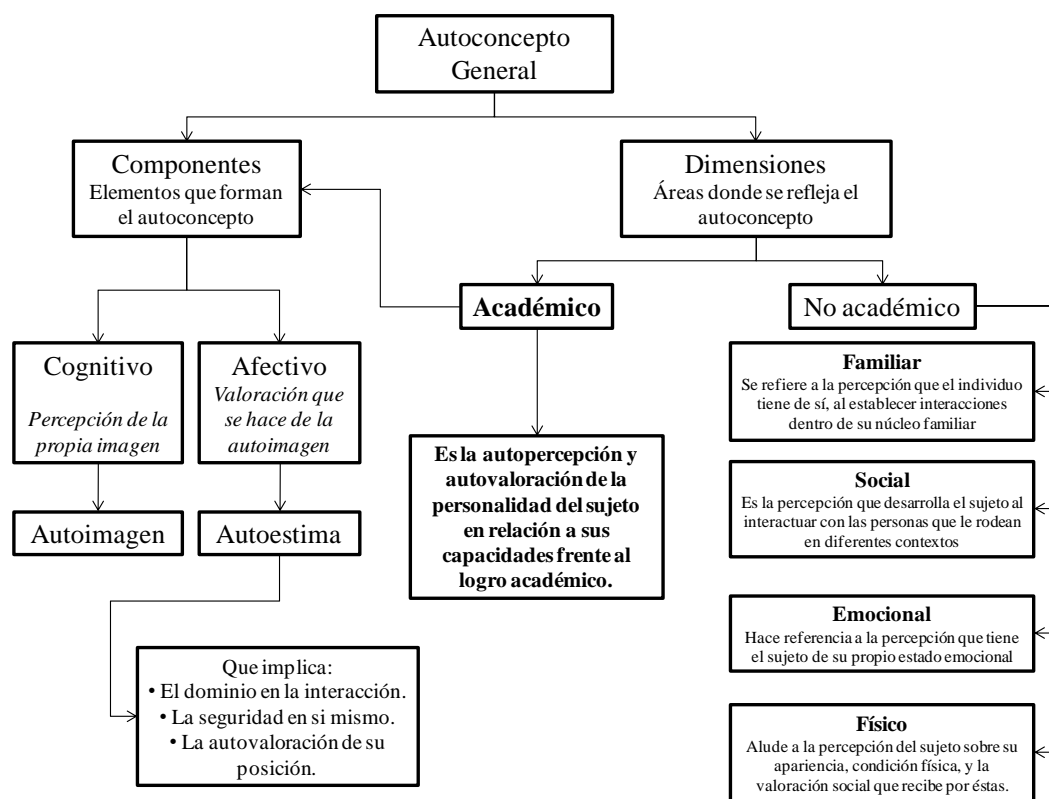 Autoconcepto
General
Componentes
Elementos que forman
el autoconcepto
Dimensiones
Áreas donde se refleja el
autoconcepto
Académico
No académico
Cognitivo
Percepción de la
propia imagen
Afectivo
Valoración que
se hace de la
autoimagen
Autoimagen
Autoestima
Es la autopercepción y
autovaloración de la
personalidad del sujeto
en relación a sus
capacidades frente al
logro académico.
Que implica:
• El dominio en la interacción.
• La seguridad en si mismo.
• La autovaloración de su
posición.
Familiar
Se refiere a la percepción que el individuo
tiene de sí, al establecer interacciones
dentro de su núcleo familiar
Social
Es la percepción que desarrolla el sujeto al
interactuar con las personas que le rodean
en diferentes contextos
Emocional
Hace referencia a la percepción que tiene
el sujeto de su propio estado emocional
Físico
Alude a la percepción del sujeto sobre su
apariencia, condición física, y la
valoración social que recibe por éstas.